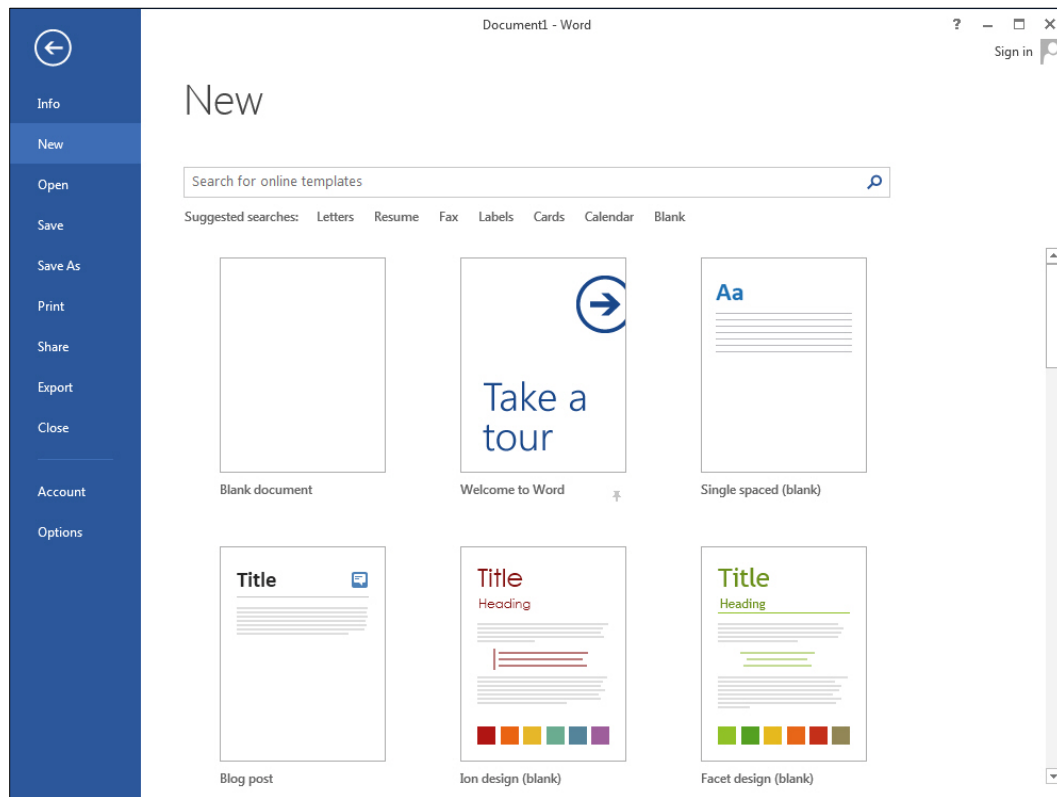 Document1 - Word
?
Sign in
Info
New
Open
Save
Save As
Print
Share
Export
Close
Account
Options
New
Search for online templates
Suggested searches: Letters Resume Fax Labels Cards Calendar Blank
Take a
tour
Aa
Blank document
Welcome to Word
Single spaced (blank)
Title
Title
Heading
Title
Heading
Blog post
Ion design (blank)
Facet design (blank)